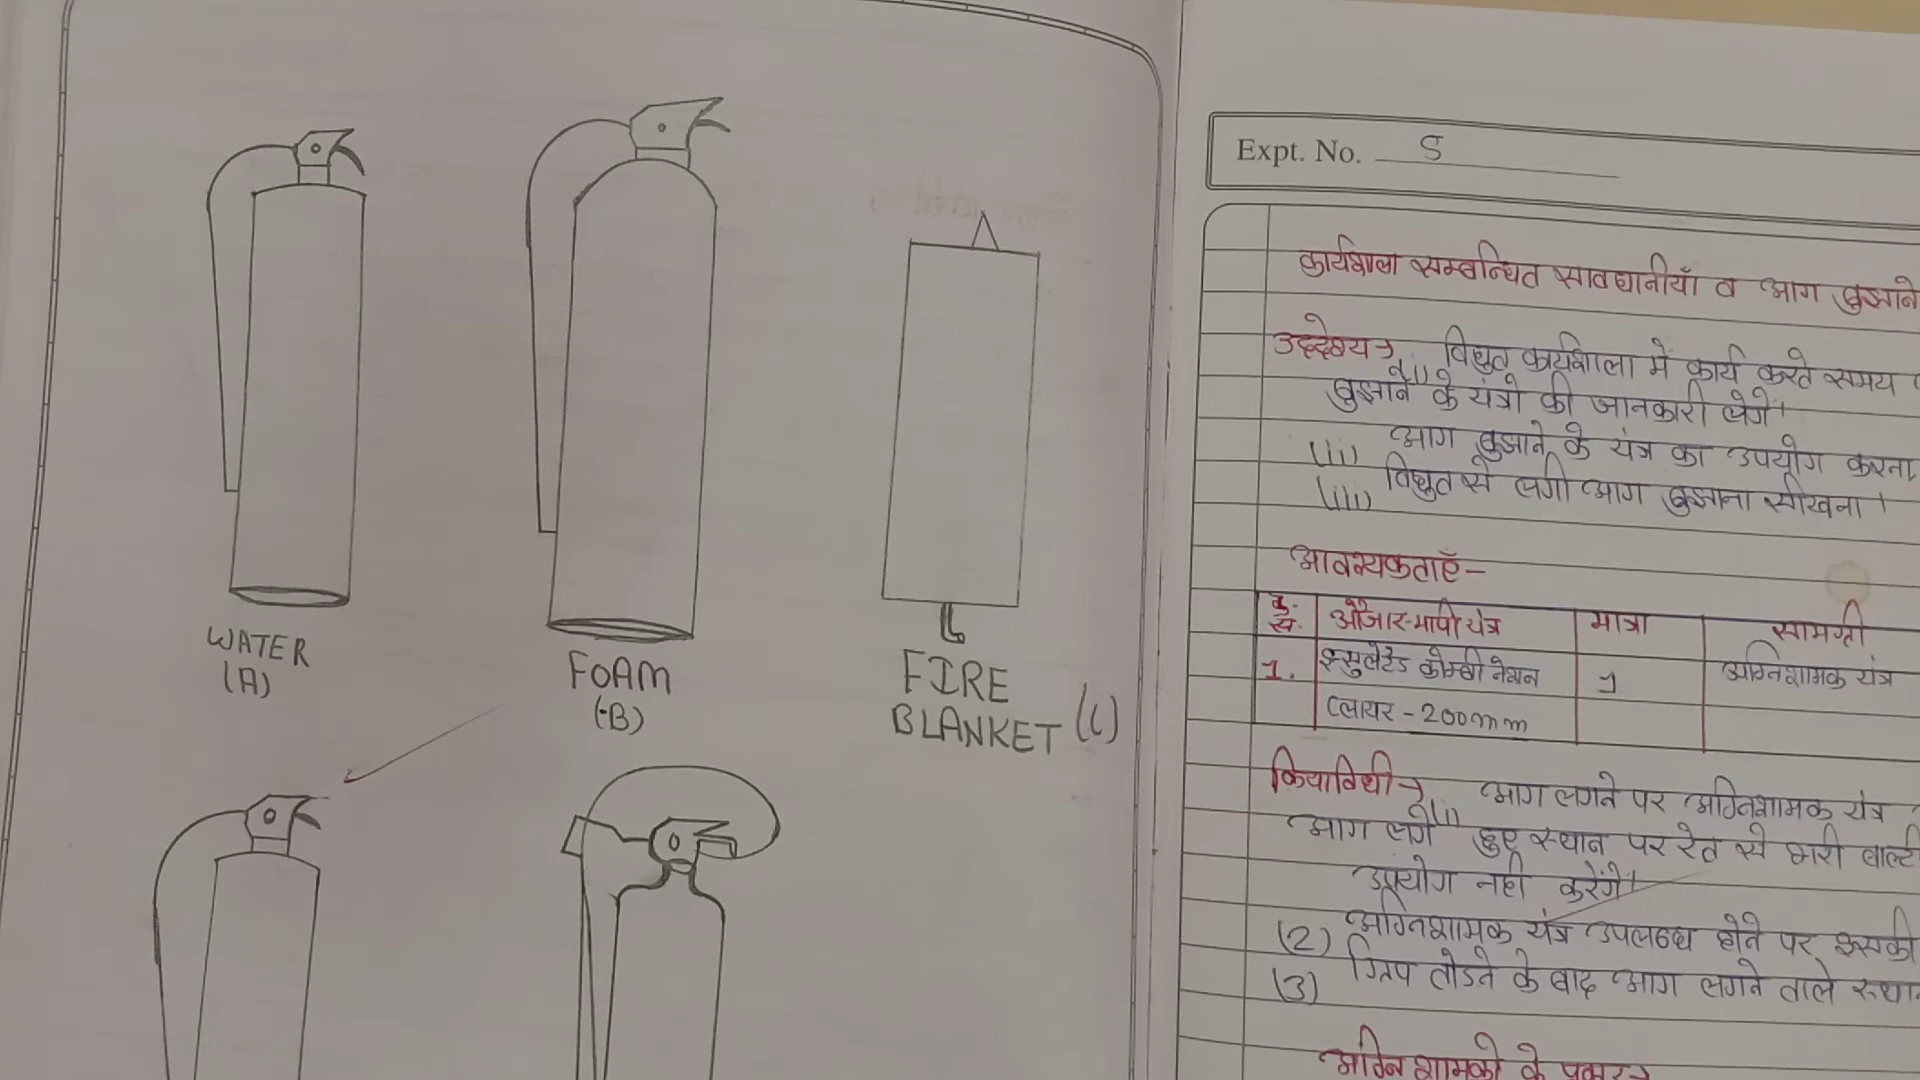 WATER
(A)
FOAM
(B)
FIRE
BLANKET (C)
Expt. No. 5
कार्यशाला सम्बन्धित सावधानीयाँ व आग बुझाने
उद्देश्य→ (i) विधुत कार्यशाला में कार्य करते समय
बुझाने के यंत्रो की जानकारी लेगें।
(ii) आग बुझाने के यंत्र का उपयोग करना
(iii) विधुत से लगी आग बुझाना सीखना।
आवश्यकताएँ-
क्र. स. औजार-मापी यंत्र मात्रा सामग्री
1. इन्सुलेटेड कोम्बी नेशन 1 अग्निशामक यंत्र
प्लायर - 200mm
क्रियाविधी→ (1) आग लगने पर अग्निशामक यंत्र
आग लगे हुए स्थान पर रेत से भरी बाल्टी
उपयोग नही करेंगें।
(2) अग्निशामक यंत्र उपलब्ध होने पर इसकी
(3) तोडने के बाद आग लगने वाले स्थान
अग्नि शामको के प्रकार→